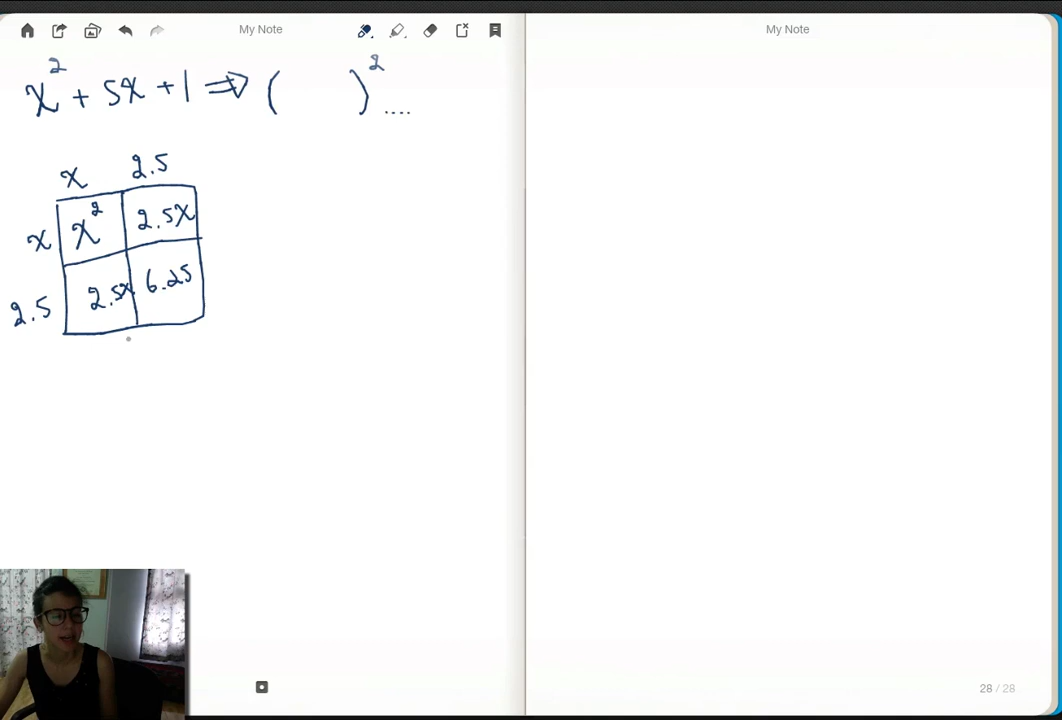 My Note
My Note
x² + 5x + 1 ⇒ (      )² ....
x 2.5
x x² 2.5x
2.5 2.5x 6.25
28 / 28